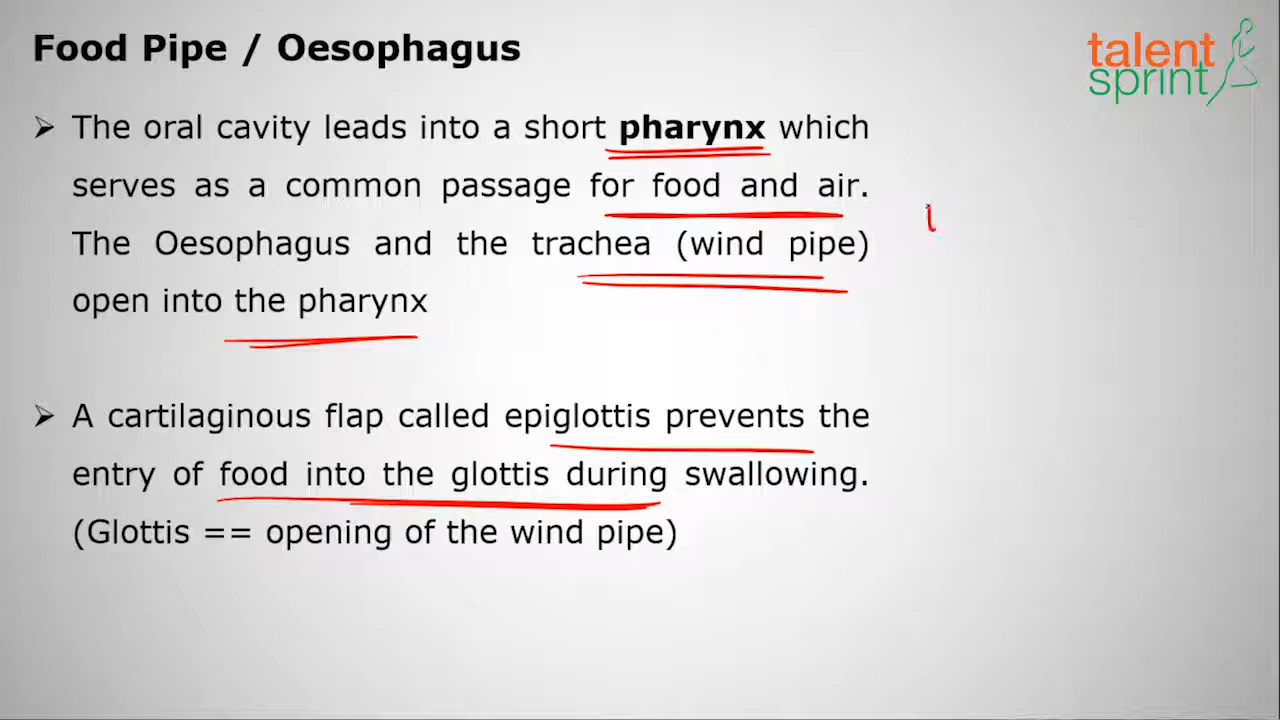 Food Pipe / Oesophagus
talent
sprint
➢ The oral cavity leads into a short pharynx which
serves as a common passage for food and air.
The Oesophagus and the trachea (wind pipe)
open into the pharynx
➢ A cartilaginous flap called epiglottis prevents the
entry of food into the glottis during swallowing.
(Glottis == opening of the wind pipe)